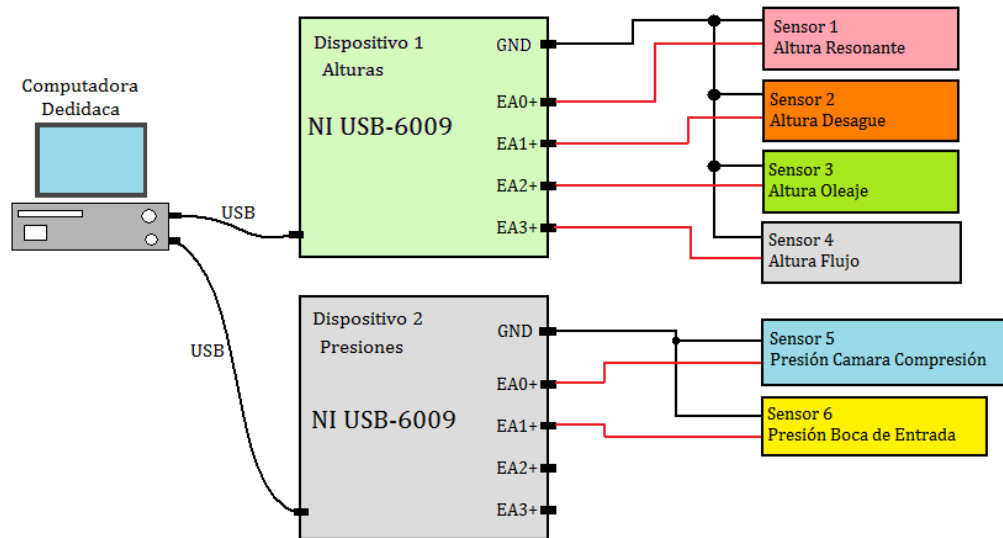 Computadora
Dedidaca
USB
USB
Dispositivo 1
Alturas
NI USB-6009
GND
EA0+
EA1+
EA2+
EA3+
Sensor 1
Altura Resonante
Sensor 2
Altura Desague
Sensor 3
Altura Oleaje
Sensor 4
Altura Flujo
Dispositivo 2
Presiones
NI USB-6009
GND
EA0+
EA1+
EA2+
EA3+
Sensor 5
Presión Camara Compresión
Sensor 6
Presión Boca de Entrada